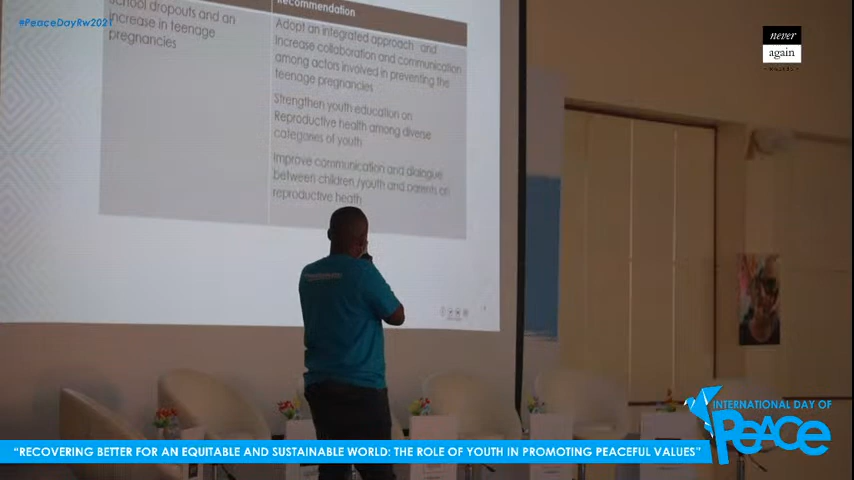 #PeaceDayRw2021
School dropouts and an
increase in teenage
pregnancies
Recommendation
Adopt an integrated approach and
Increase collaboration and communication
among actors involved in preventing the
teenage pregnancies
Strengthen youth education on
Reproductive health among diverse
categories of youth
Improve communication and dialogue
between children /youth and parents on
reproductive heath
never
again
INTERNATIONAL DAY OF
PEACE
“RECOVERING BETTER FOR AN EQUITABLE AND SUSTAINABLE WORLD: THE ROLE OF YOUTH IN PROMOTING PEACEFUL VALUES”